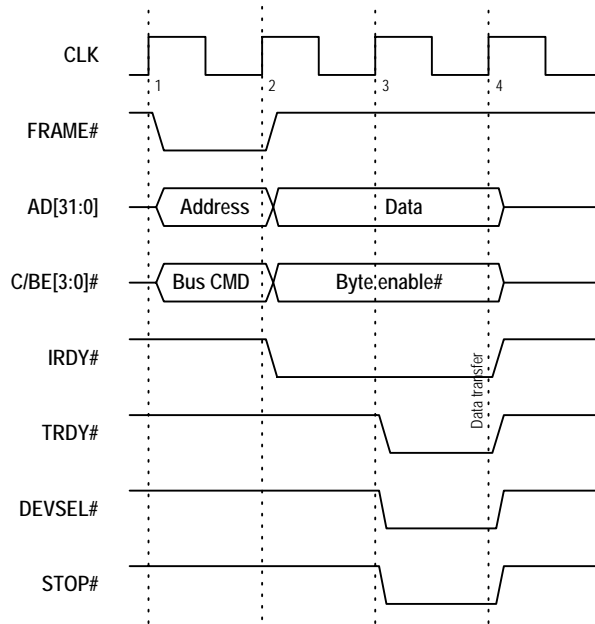 CLK
1 2 3 4
FRAME#
AD[31:0] Address Data
C/BE[3:0]# Bus CMD Byte enable#
IRDY#
Data transfer
TRDY#
DEVSEL#
STOP#